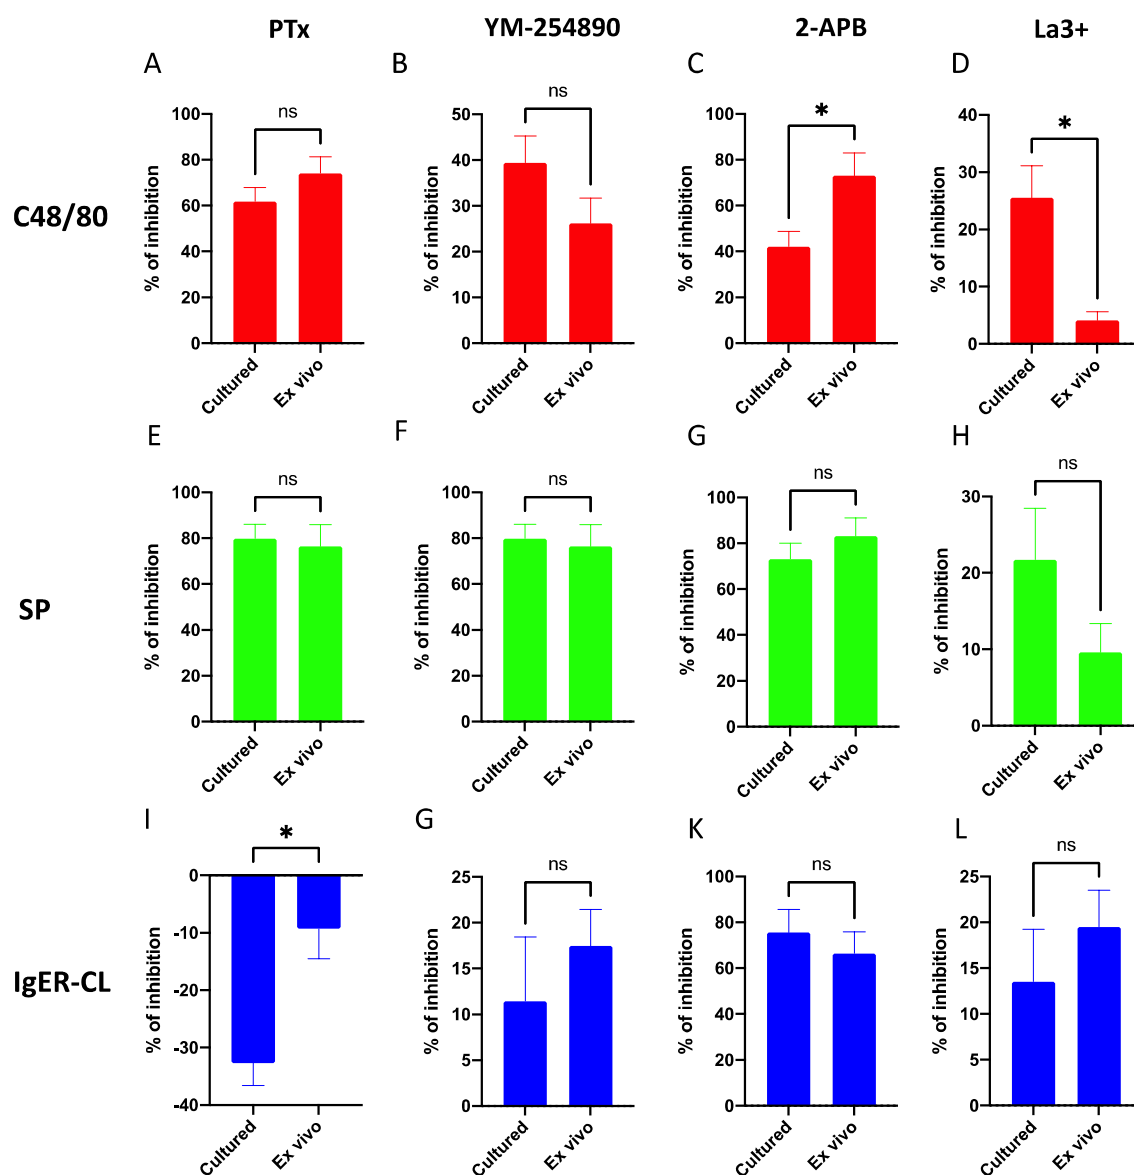 PTx YM-254890 2-APB La3+
A B C D
C48/80
% of inhibition
100
80
60
40
20
0
ns
Cultured
Ex vivo
% of inhibition
50
40
30
20
10
0
ns
Cultured
Ex vivo
% of inhibition
100
80
60
40
20
0
*
Cultured
Ex vivo
% of inhibition
40
30
20
10
0
*
Cultured
Ex vivo
E F G H
SP
% of inhibition
100
80
60
40
20
0
ns
Cultured
Ex vivo
% of inhibition
100
80
60
40
20
0
ns
Cultured
Ex vivo
% of inhibition
100
80
60
40
20
0
ns
Cultured
Ex vivo
% of inhibition
30
20
10
0
ns
Cultured
Ex vivo
I G K L
IgER-CL
% of inhibition
0
-10
-20
-30
-40
*
Cultured
Ex vivo
% of inhibition
25
20
15
10
5
0
ns
Cultured
Ex vivo
% of inhibition
100
80
60
40
20
0
ns
Cultured
Ex vivo
% of inhibition
25
20
15
10
5
0
ns
Cultured
Ex vivo